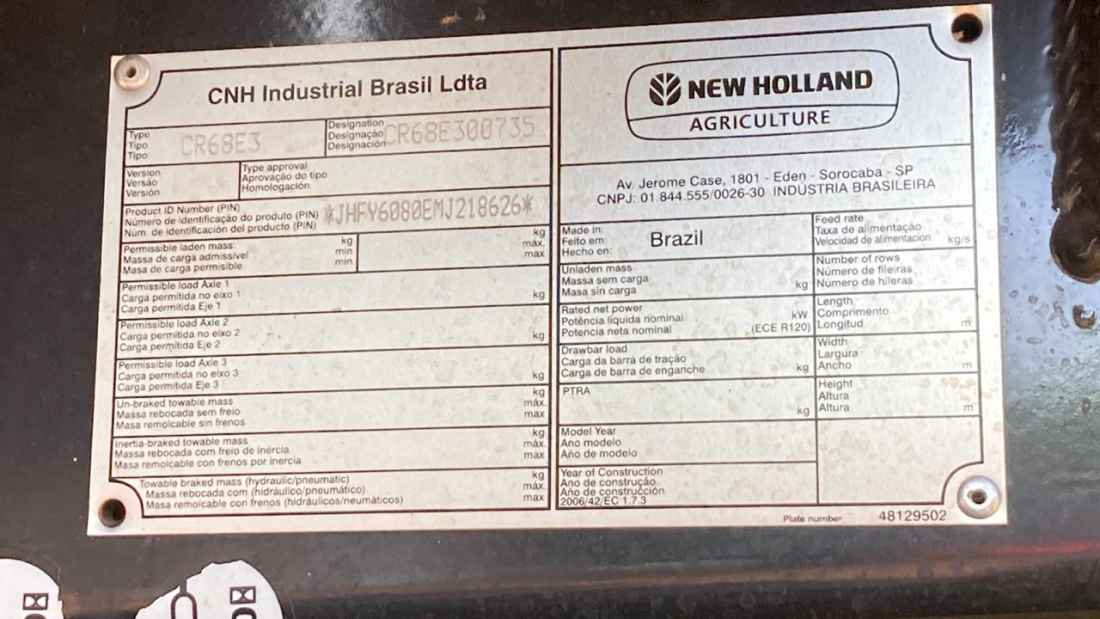 CNH Industrial Brasil Ldta
Type
Tipo
Tipo
CR68E3
Designation
Designação
Designación
CR68E300735
Version
Versão
Versión
Type approval
Aprovação do tipo
Homologación
Product ID Number (PIN)
Número de identificação do produto (PIN)
Núm. de identificación del producto (PIN)
*JHFY6080EMJ218626*
Permissible laden mass
Massa de carga admissível
Masa de carga permisible
kg
min
min
kg
máx.
max
Permissible load Axle 1
Carga permitida no eixo 1
Carga permitida Eje 1
kg
Permissible load Axle 2
Carga permitida no eixo 2
Carga permitida Eje 2
kg
Permissible load Axle 3
Carga permitida no eixo 3
Carga permitida Eje 3
kg
Un-braked towable mass
Massa rebocada sem freio
Masa remolcable sin frenos
kg
máx.
max
Inertia-braked towable mass
Massa rebocada com freio de inércia
Masa remolcable con frenos por inercia
kg
máx.
max
Towable braked mass (hydraulic/pneumatic)
Massa rebocada com (hidráulico/pneumático)
Masa remolcable con frenos (hidráulicos/neumáticos)
kg
máx.
max
NEW HOLLAND
AGRICULTURE
Av. Jerome Case, 1801 - Eden - Sorocaba - SP
CNPJ: 01.844.555/0026-30 INDÚSTRIA BRASILEIRA
Made in:
Feito em:
Hecho en:
Brazil
Feed rate
Taxa de alimentação
Velocidad de alimentación
kg/s
Unladen mass
Massa sem carga
Masa sin carga
kg
Number of rows
Número de fileiras
Número de hileras
Rated net power
Potência líquida nominal
Potencia neta nominal
kW
(ECE R120)
Length
Comprimento
Longitud
m
Drawbar load
Carga da barra de tração
Carga de barra de enganche
kg
Width
Largura
Ancho
m
PTRA
kg
Height
Altura
Altura
m
Model Year
Ano modelo
Año de modelo
Year of Construction
Ano de construção
Año de construcción
2006/42/EC 1.7.3
Plate number
48129502